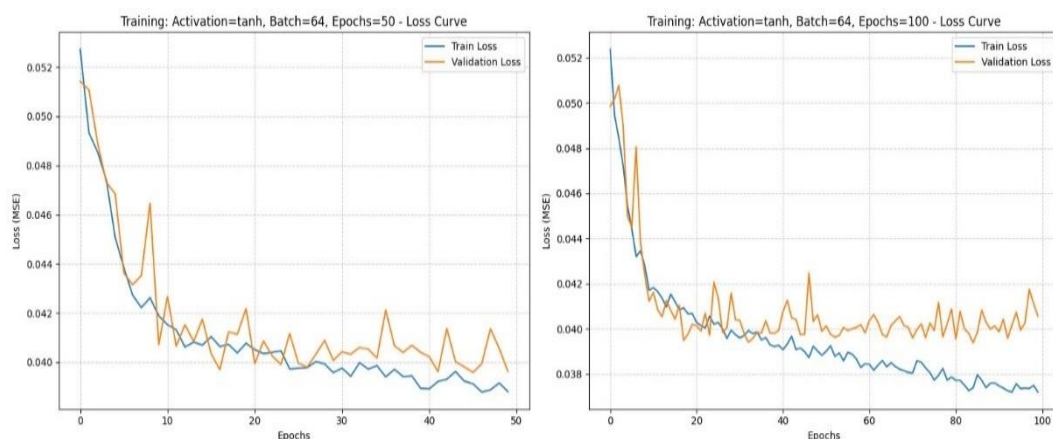 Training: Activation=tanh, Batch=64, Epochs=50 - Loss Curve
Train Loss
Validation Loss
0.052
0.050
0.048
0.046
0.044
0.042
0.040
Loss (MSE)
0
10
20
30
40
50
Epochs
Training: Activation=tanh, Batch=64, Epochs=100 - Loss Curve
Train Loss
Validation Loss
0.052
0.050
0.048
0.046
0.044
0.042
0.040
0.038
Loss (MSE)
0
20
40
60
80
100
Epochs